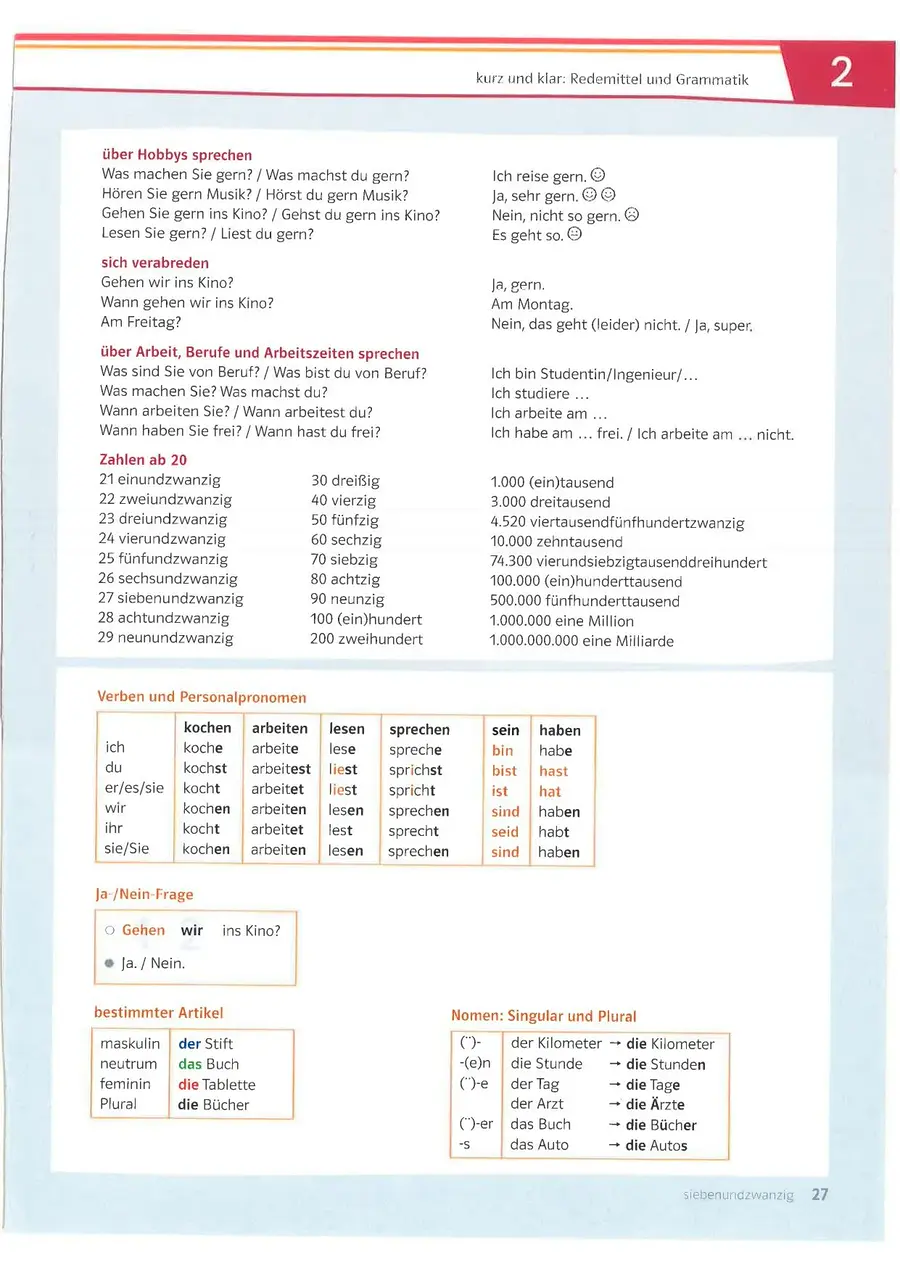 kurz und klar: Redemittel und Grammatik
2
über Hobbys sprechen
Was machen Sie gern? / Was machst du gern? Ich reise gern. ☺
Hören Sie gern Musik? / Hörst du gern Musik? Ja, sehr gern. ☺ ☺
Gehen Sie gern ins Kino? / Gehst du gern ins Kino? Nein, nicht so gern. ☹
Lesen Sie gern? / Liest du gern? Es geht so. 😐
sich verabreden
Gehen wir ins Kino? Ja, gern.
Wann gehen wir ins Kino? Am Montag.
Am Freitag? Nein, das geht (leider) nicht. / Ja, super.
über Arbeit, Berufe und Arbeitszeiten sprechen
Was sind Sie von Beruf? / Was bist du von Beruf? Ich bin Studentin/Ingenieur/...
Was machen Sie? Was machst du? Ich studiere ...
Wann arbeiten Sie? / Wann arbeitest du? Ich arbeite am ...
Wann haben Sie frei? / Wann hast du frei? Ich habe am ... frei. / Ich arbeite am ... nicht.
Zahlen ab 20
21 einundzwanzig 30 dreißig 1.000 (ein)tausend
22 zweiundzwanzig 40 vierzig 3.000 dreitausend
23 dreiundzwanzig 50 fünfzig 4.520 viertausendfünfhundertzwanzig
24 vierundzwanzig 60 sechzig 10.000 zehntausend
25 fünfundzwanzig 70 siebzig 74.300 vierundsiebzigtausenddreihundert
26 sechsundzwanzig 80 achtzig 100.000 (ein)hunderttausend
27 siebenundzwanzig 90 neunzig 500.000 fünfhunderttausend
28 achtundzwanzig 100 (ein)hundert 1.000.000 eine Million
29 neunundzwanzig 200 zweihundert 1.000.000.000 eine Milliarde
Verben und Personalpronomen
kochen arbeiten lesen sprechen sein haben
ich koche arbeite lese spreche bin habe
du kochst arbeitest liest sprichst bist hast
er/es/sie kocht arbeitet liest spricht ist hat
wir kochen arbeiten lesen sprechen sind haben
ihr kocht arbeitet lest sprecht seid habt
sie/Sie kochen arbeiten lesen sprechen sind haben
Ja-/Nein-Frage
○ Gehen wir ins Kino?
● Ja. / Nein.
bestimmter Artikel
maskulin der Stift
neutrum das Buch
feminin die Tablette
Plural die Bücher
Nomen: Singular und Plural
(¨)- der Kilometer → die Kilometer
-(e)n die Stunde → die Stunden
(¨)-e der Tag → die Tage
der Arzt → die Ärzte
(¨)-er das Buch → die Bücher
-s das Auto → die Autos
siebenundzwanzig 27